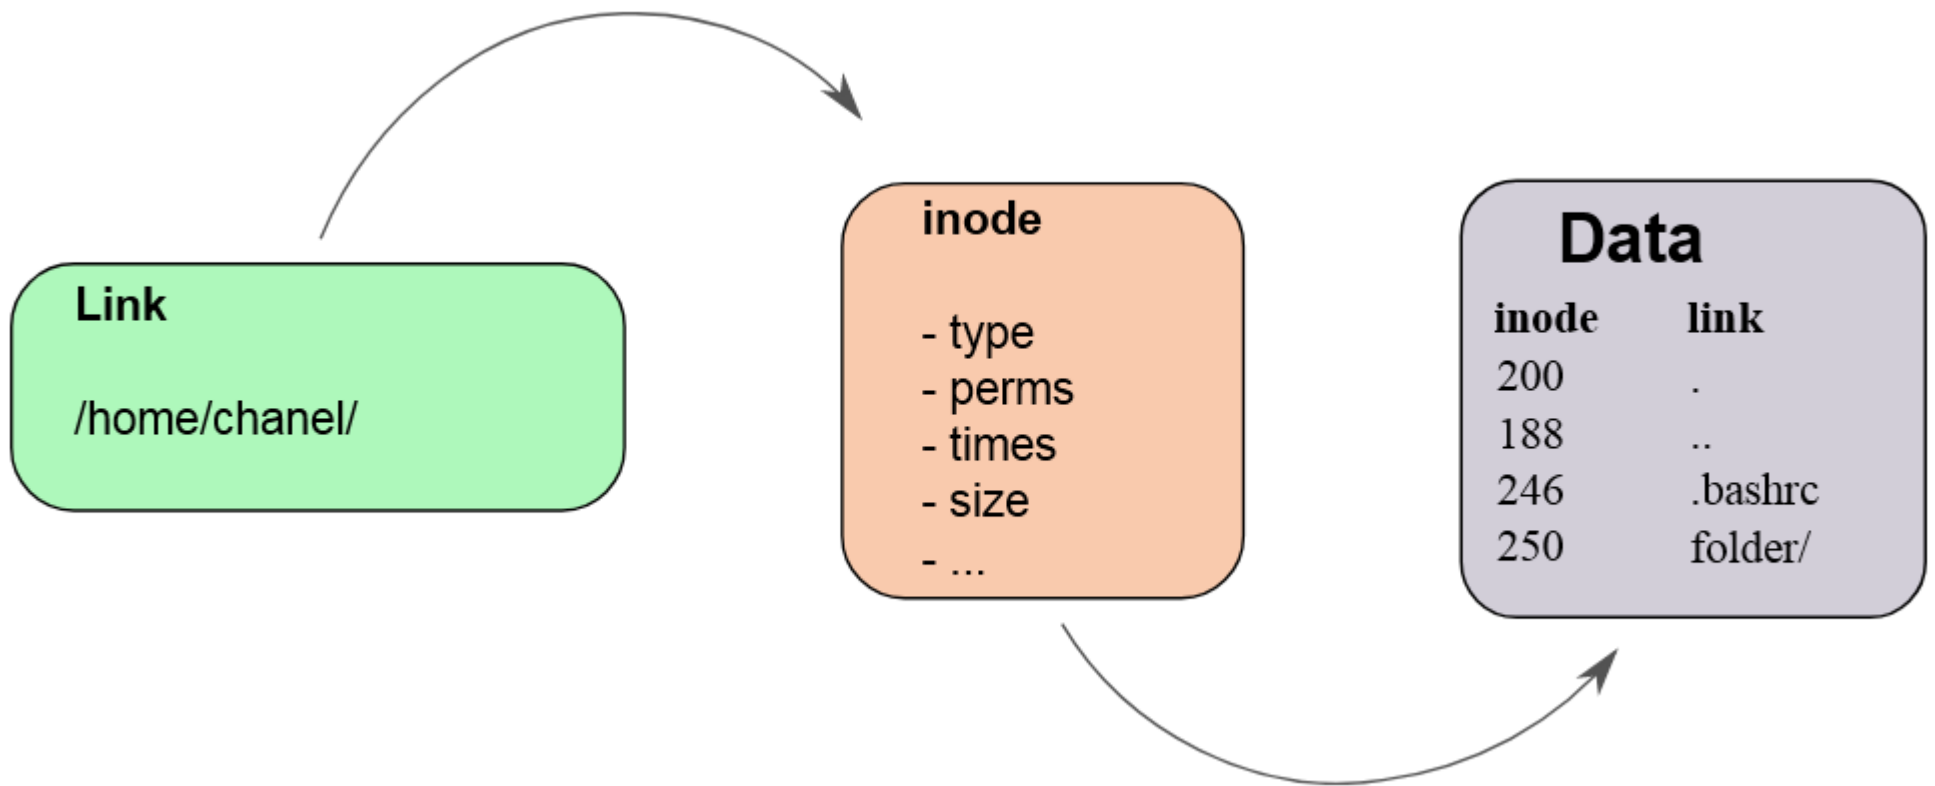 Link
/home/chanel/
inode
- type
- perms
- times
- size
- ...
Data
inode link
200 .
188 ..
246 .bashrc
250 folder/